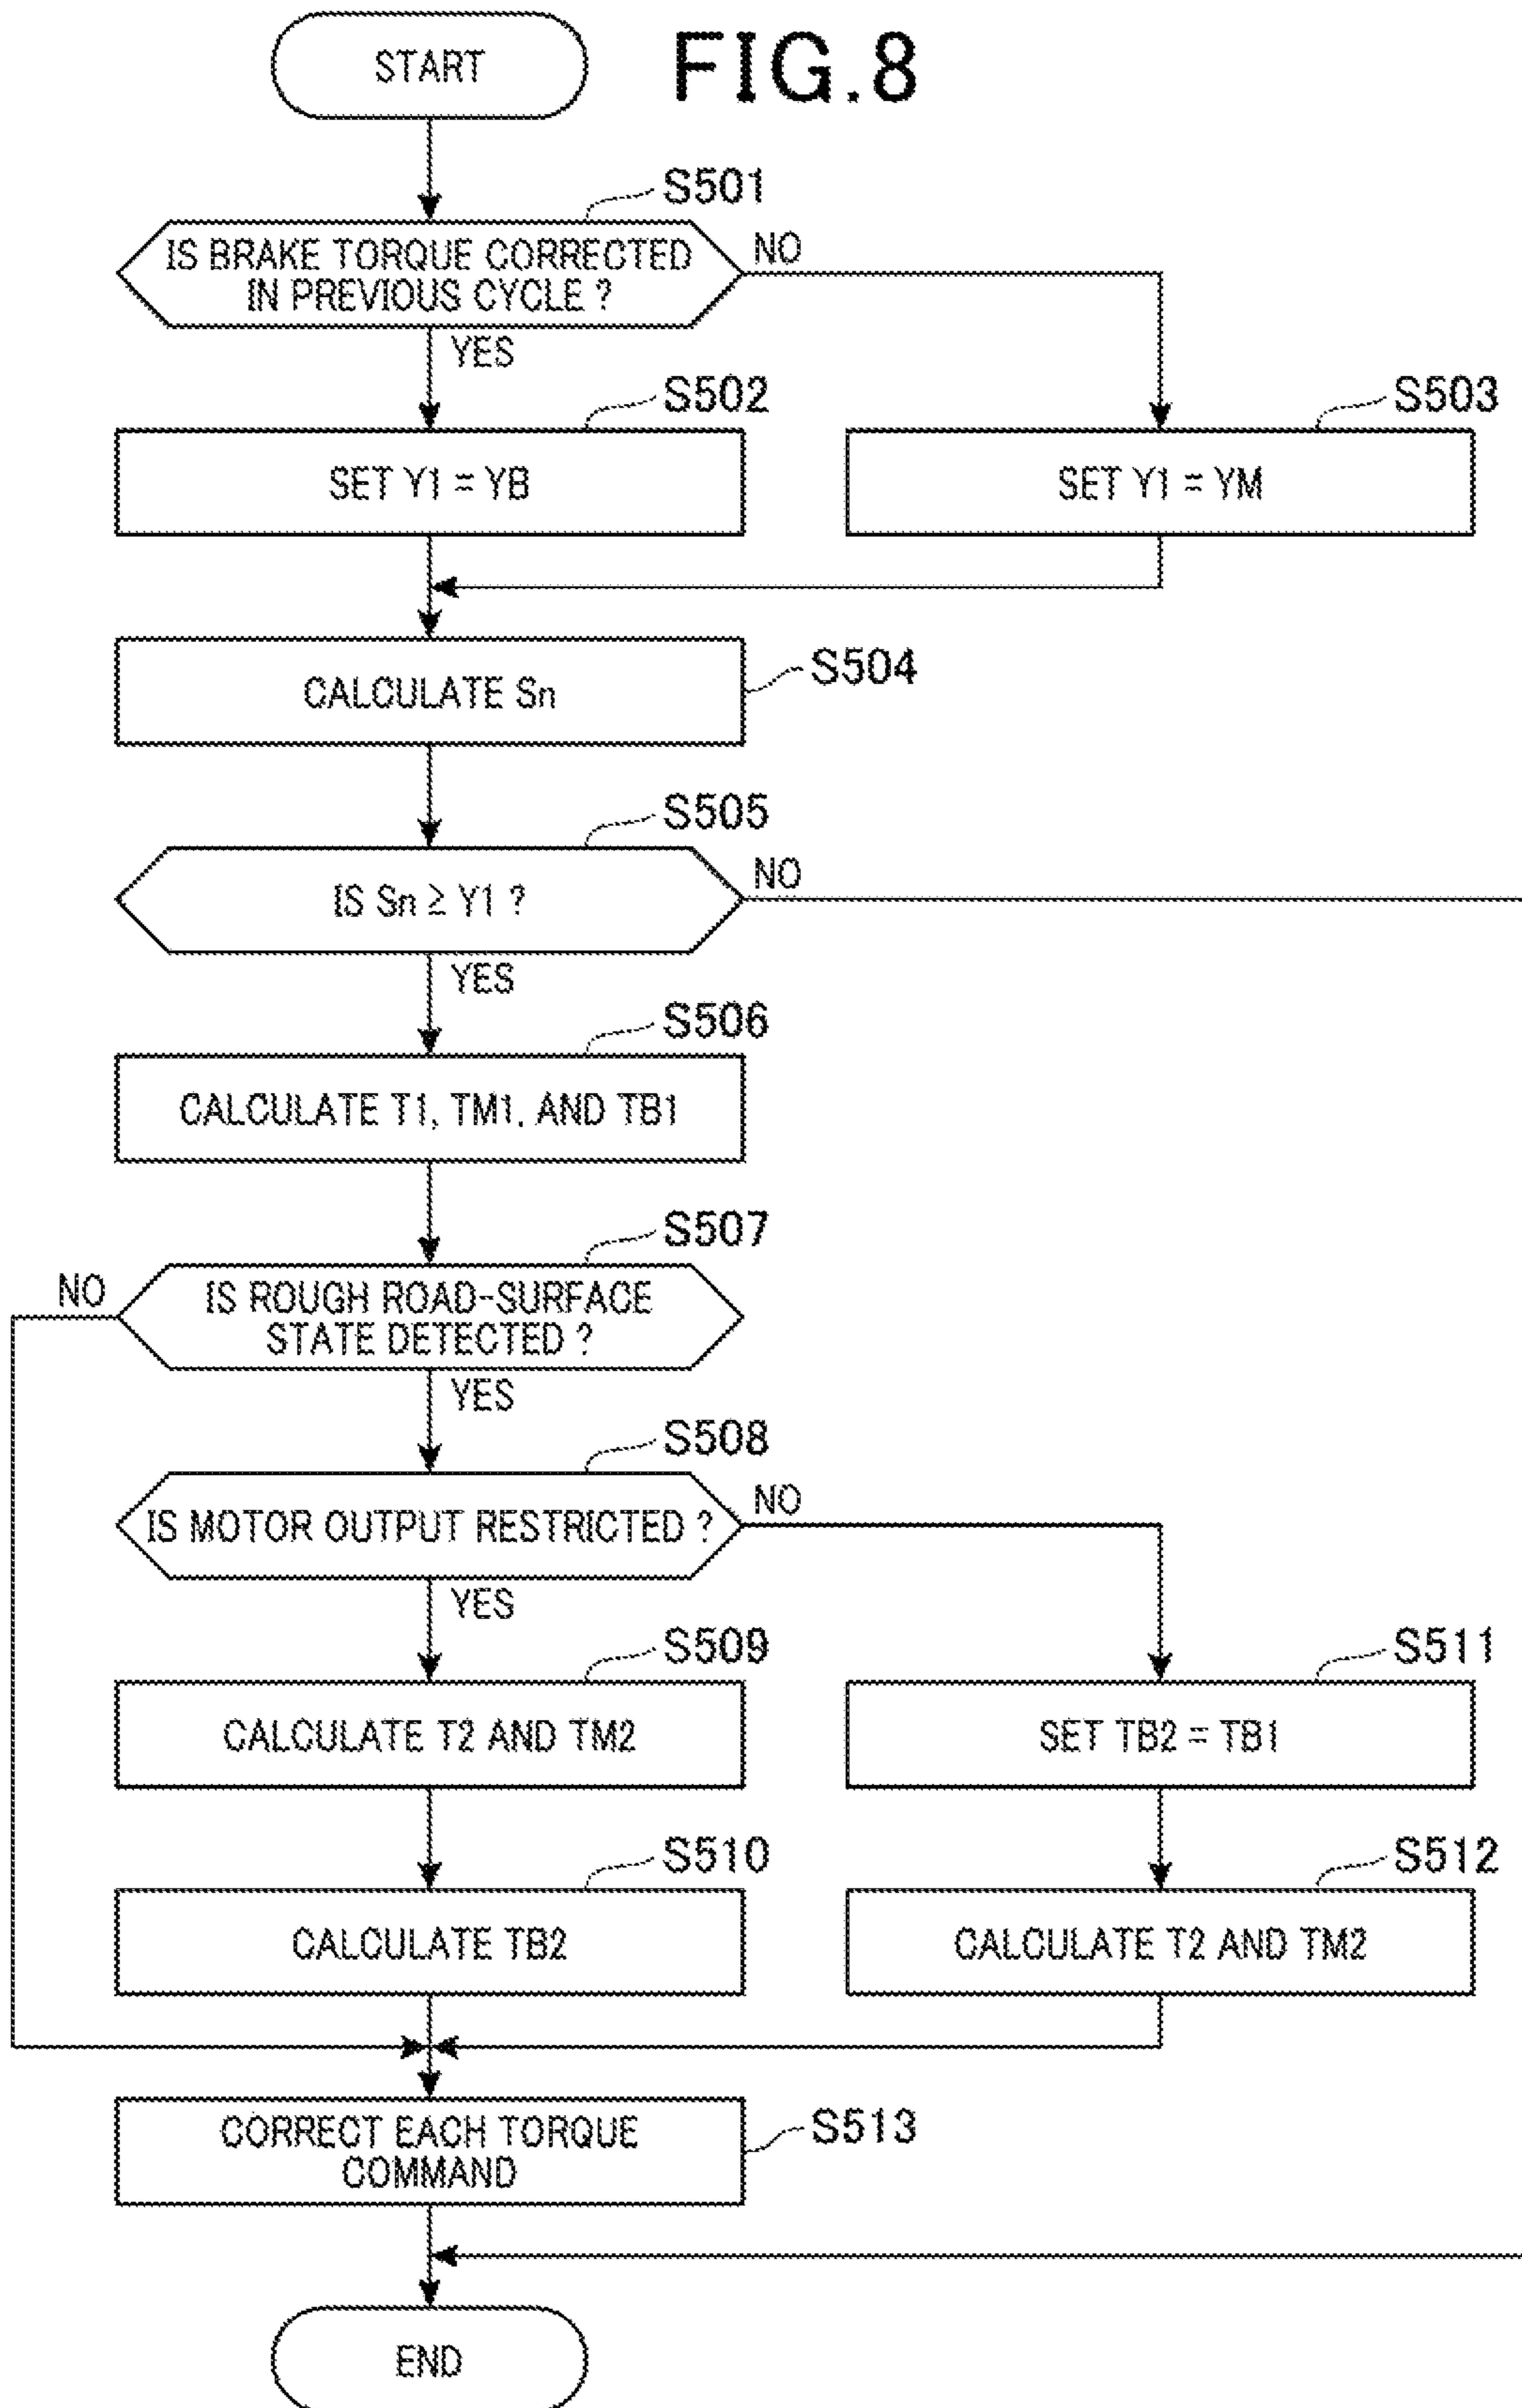 FIG.8
START
S501
IS BRAKE TORQUE CORRECTED
IN PREVIOUS CYCLE ?
NO
YES
S502
SET Y1 = YB
S503
SET Y1 = YM
S504
CALCULATE Sn
S505
IS Sn ≧ Y1 ?
NO
YES
S506
CALCULATE T1, TM1, AND TB1
S507
IS ROUGH ROAD-SURFACE
STATE DETECTED ?
NO
YES
S508
IS MOTOR OUTPUT RESTRICTED ?
NO
YES
S509
CALCULATE T2 AND TM2
S511
SET TB2 = TB1
S510
CALCULATE TB2
S512
CALCULATE T2 AND TM2
S513
CORRECT EACH TORQUE
COMMAND
END